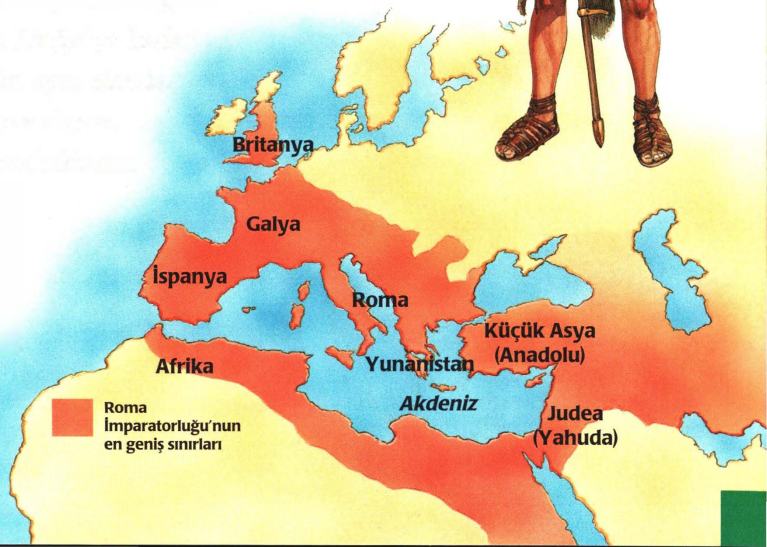 Britanya
Galya
İspanya
Roma
Küçük Asya
(Anadolu)
Yunanistan
Afrika
Akdeniz
Judea
(Yahuda)
Roma
İmparatorluğu'nun
en geniş sınırları